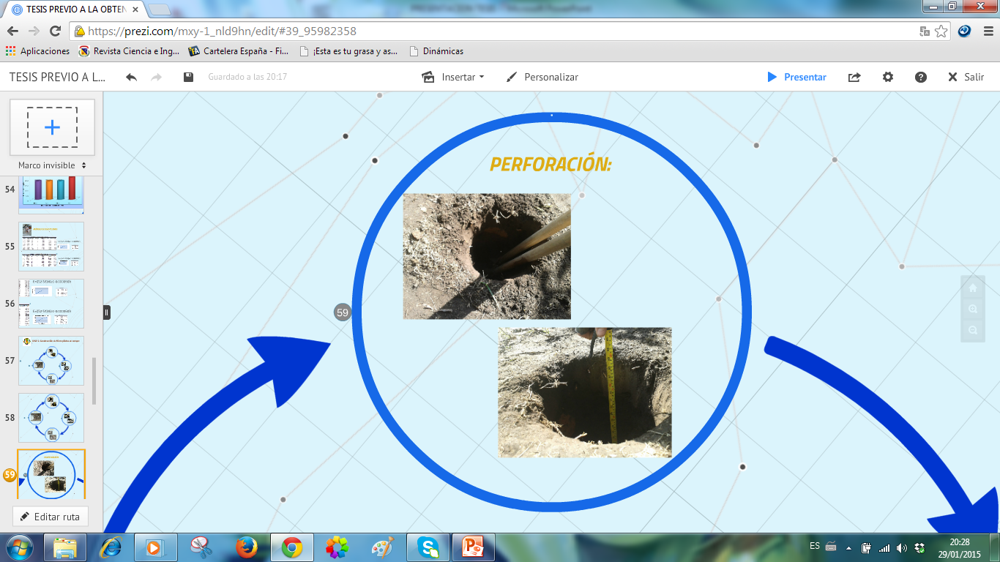 TESIS PREVIO A LA OBTEN
https://prezi.com/mxy-1_nld9hn/edit/#39_95982358
Aplicaciones
Revista Ciencia e Ing...
Cartelera España - Fi...
¡Esta es tu grasa y as...
Dinámicas
TESIS PREVIO A L...
Guardado a las 20:17
Insertar
Personalizar
Presentar
Salir
Marco invisible
54
55
56
57
58
59
Editar ruta
PERFORACIÓN:
59
ES
20:28
29/01/2015